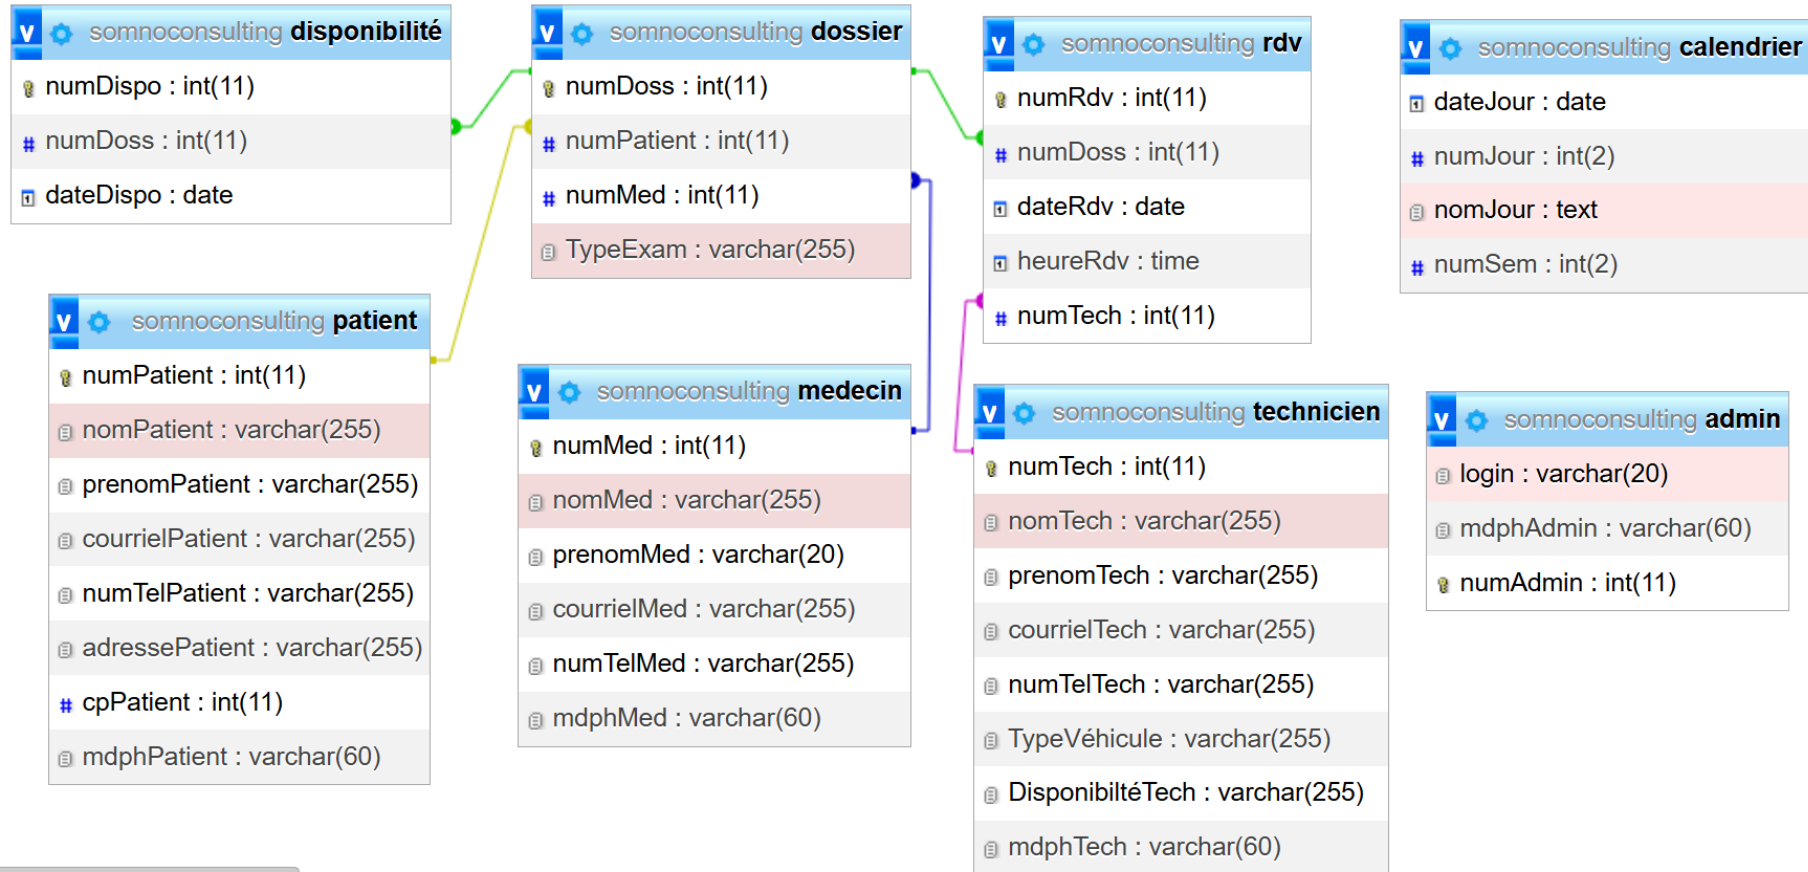 v somnoconsulting disponibilité
numDispo : int(11)
# numDoss : int(11)
dateDispo : date
v somnoconsulting dossier
numDoss : int(11)
# numPatient : int(11)
# numMed : int(11)
TypeExam : varchar(255)
v somnoconsulting rdv
numRdv : int(11)
# numDoss : int(11)
dateRdv : date
heureRdv : time
# numTech : int(11)
v somnoconsulting calendrier
dateJour : date
# numJour : int(2)
nomJour : text
# numSem : int(2)
v somnoconsulting patient
numPatient : int(11)
nomPatient : varchar(255)
prenomPatient : varchar(255)
courrielPatient : varchar(255)
numTelPatient : varchar(255)
adressePatient : varchar(255)
# cpPatient : int(11)
mdphPatient : varchar(60)
v somnoconsulting medecin
numMed : int(11)
nomMed : varchar(255)
prenomMed : varchar(20)
courrielMed : varchar(255)
numTelMed : varchar(255)
mdphMed : varchar(60)
v somnoconsulting technicien
numTech : int(11)
nomTech : varchar(255)
prenomTech : varchar(255)
courrielTech : varchar(255)
numTelTech : varchar(255)
TypeVéhicule : varchar(255)
DisponibiltéTech : varchar(255)
mdphTech : varchar(60)
v somnoconsulting admin
login : varchar(20)
mdphAdmin : varchar(60)
numAdmin : int(11)